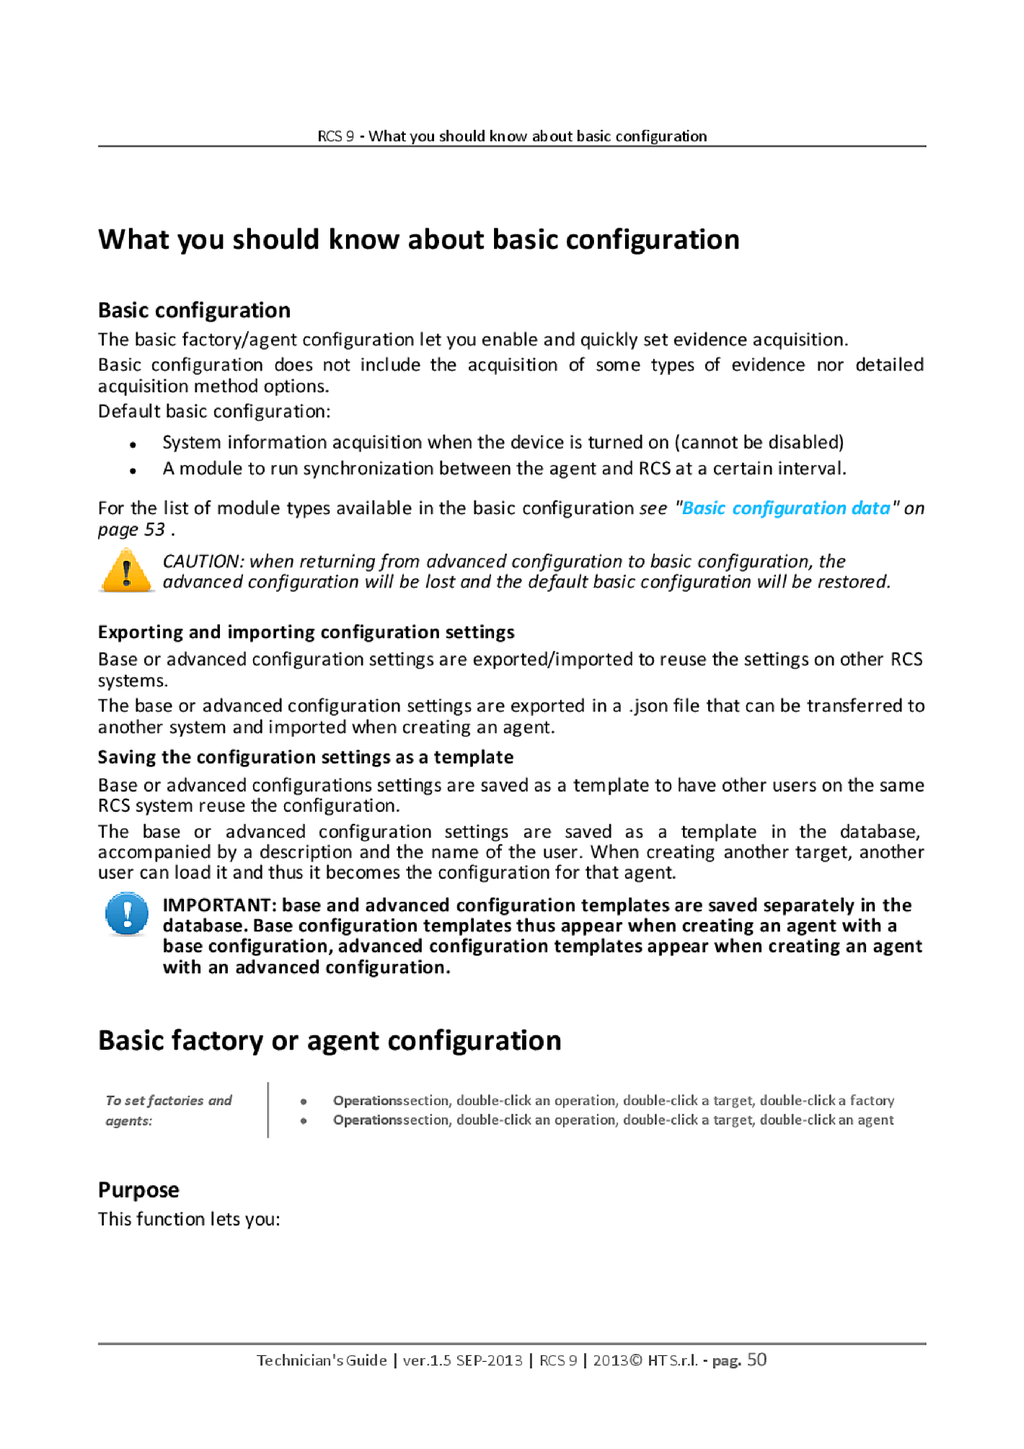 RCS 9 - What you should know about basic configuration
What you should know about basic configuration
Basic configuration
The basic factory/agent configuration let you enable and quickly set evidence acquisition.
Basic configuration does not include the acquisition of some types of evidence nor detailed
acquisition method options.
Default basic configuration:
• System information acquisition when the device is turned on (cannot be disabled)
• A module to run synchronization between the agent and RCS at a certain interval.
For the list of module types available in the basic configuration see "Basic configuration data" on
page 53 .
CAUTION: when returning from advanced configuration to basic configuration, the
advanced configuration will be lost and the default basic configuration will be restored.
Exporting and importing configuration settings
Base or advanced configuration settings are exported/imported to reuse the settings on other RCS
systems.
The base or advanced configuration settings are exported in a .json file that can be transferred to
another system and imported when creating an agent.
Saving the configuration settings as a template
Base or advanced configurations settings are saved as a template to have other users on the same
RCS system reuse the configuration.
The base or advanced configuration settings are saved as a template in the database,
accompanied by a description and the name of the user. When creating another target, another
user can load it and thus it becomes the configuration for that agent.
IMPORTANT: base and advanced configuration templates are saved separately in the
database. Base configuration templates thus appear when creating an agent with a
base configuration, advanced configuration templates appear when creating an agent
with an advanced configuration.
Basic factory or agent configuration
To set factories and
agents:
• Operations section, double-click an operation, double-click a target, double-click a factory
• Operations section, double-click an operation, double-click a target, double-click an agent
Purpose
This function lets you:
Technician's Guide | ver.1.5 SEP-2013 | RCS 9 | 2013© HT S.r.l. - pag. 50